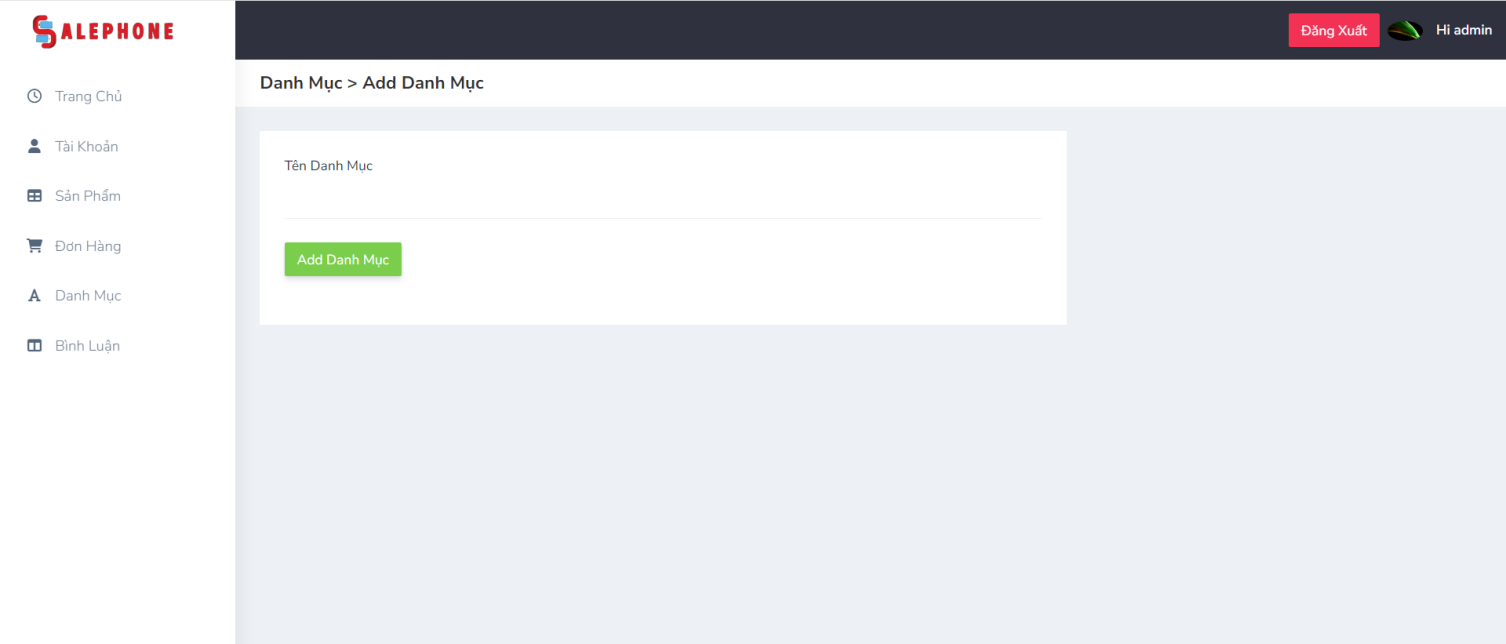 SALEPHONE
Đăng Xuất
Hi admin
Danh Mục > Add Danh Mục
Trang Chủ
Tài Khoản
Sản Phẩm
Đơn Hàng
Danh Mục
Bình Luận
Tên Danh Mục
Add Danh Mục